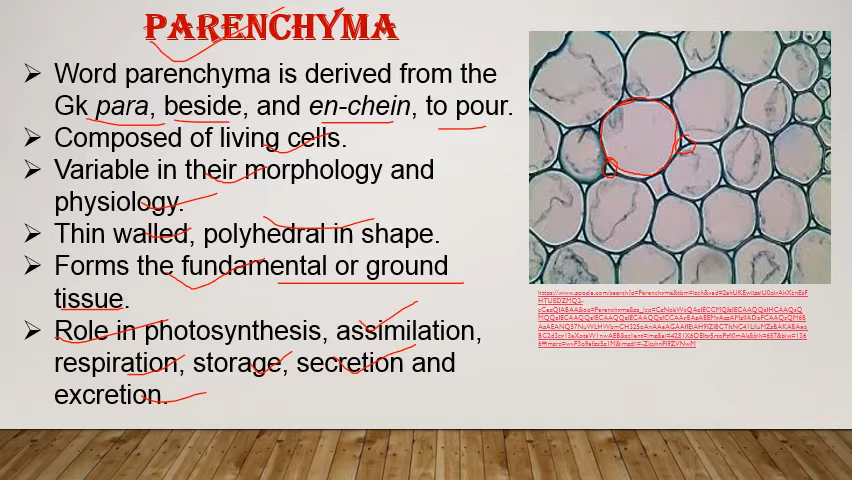 PARENCHYMA
➢ Word parenchyma is derived from the
Gk para, beside, and en-chein, to pour.
➢ Composed of living cells.
➢ Variable in their morphology and
physiology.
➢ Thin walled, polyhedral in shape.
➢ Forms the fundamental or ground
tissue.
➢ Role in photosynthesis, assimilation,
respiration, storage, secretion and
excretion.